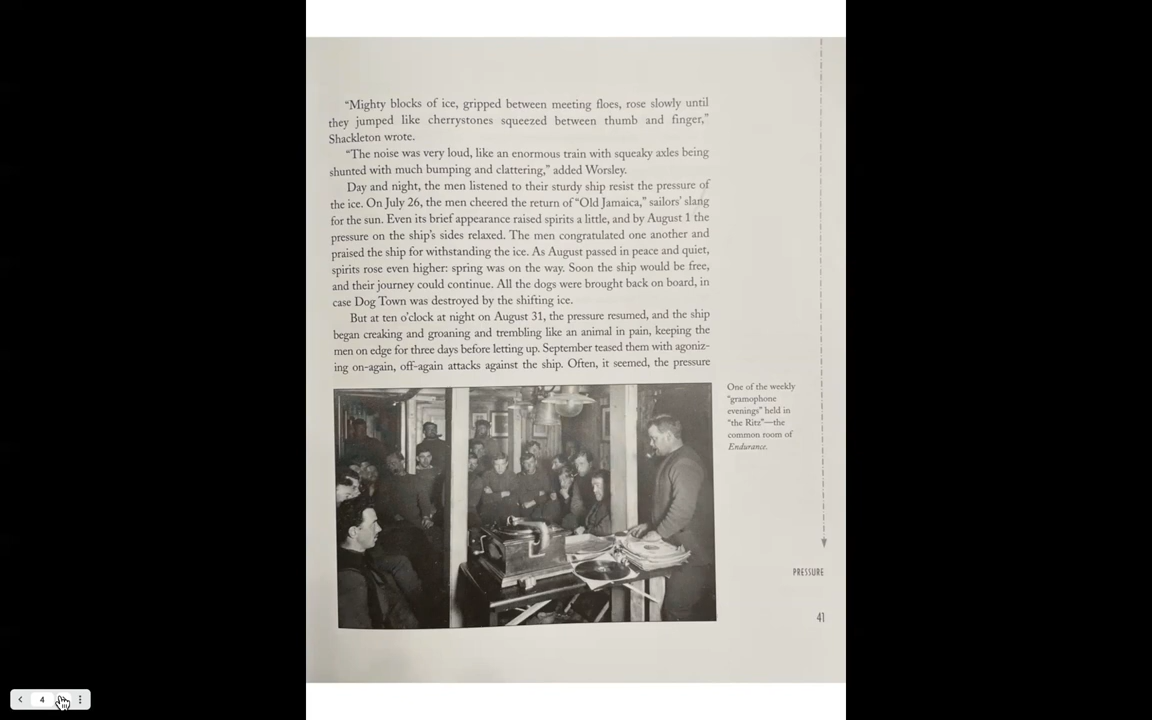 "Mighty blocks of ice, gripped between meeting floes, rose slowly until
they jumped like cherrystones squeezed between thumb and finger,"
Shackleton wrote.
"The noise was very loud, like an enormous train with squeaky axles being
shunted with much bumping and clattering," added Worsley.
Day and night, the men listened to their sturdy ship resist the pressure of
the ice. On July 26, the men cheered the return of "Old Jamaica," sailors' slang
for the sun. Even its brief appearance raised spirits a little, and by August 1 the
pressure on the ship's sides relaxed. The men congratulated one another and
praised the ship for withstanding the ice. As August passed in peace and quiet,
spirits rose even higher: spring was on the way. Soon the ship would be free,
and their journey could continue. All the dogs were brought back on board, in
case Dog Town was destroyed by the shifting ice.
But at ten o'clock at night on August 31, the pressure resumed, and the ship
began creaking and groaning and trembling like an animal in pain, keeping the
men on edge for three days before letting up. September teased them with agoniz-
ing on-again, off-again attacks against the ship. Often, it seemed, the pressure
One of the weekly
"gramophone
evenings" held in
"the Ritz"—the
common room of
Endurance.
PRESSURE
41
4